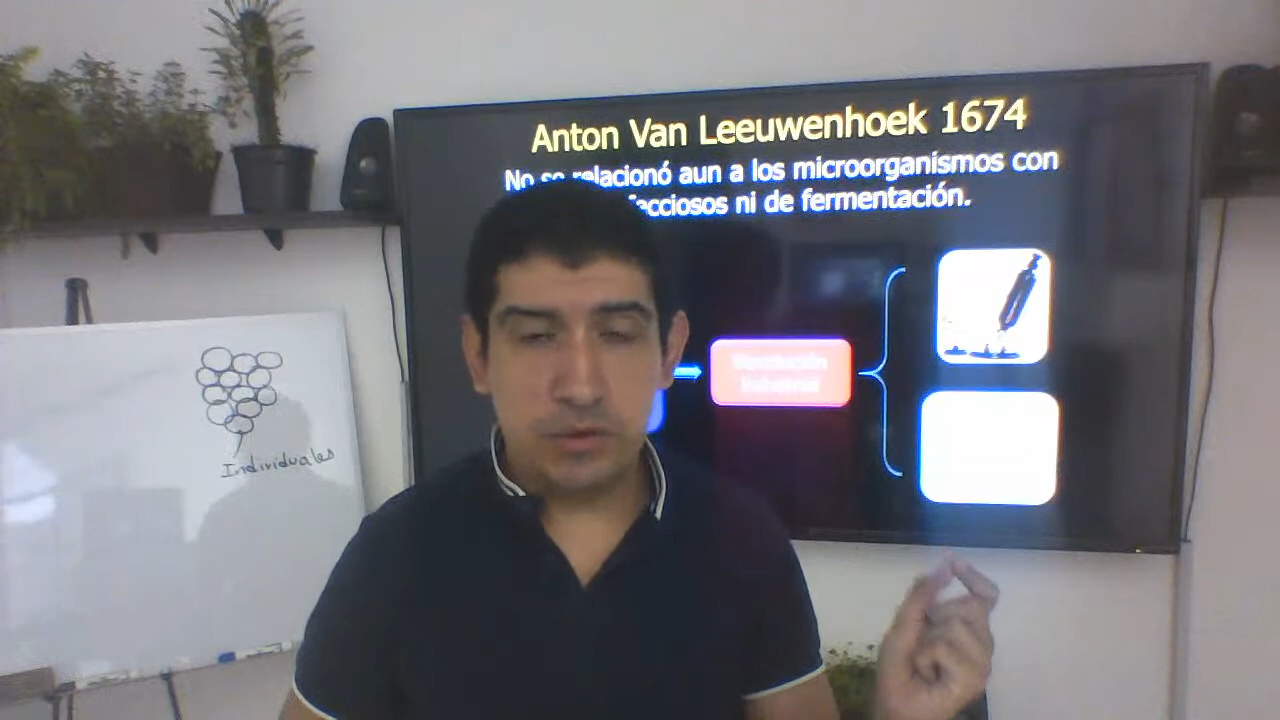 Anton Van Leeuwenhoek 1674
No se relacionó aun a los microorganismos con
fecciosos ni de fermentación.
Individuales